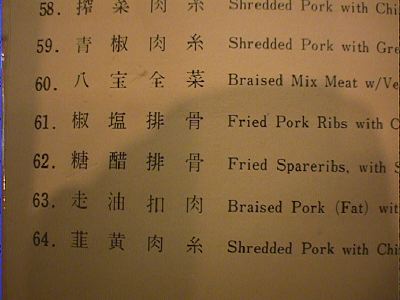 58. 搾菜肉糸 Shredded Pork with Chi
59. 青椒肉糸 Shredded Pork with Gre
60. 八宝全菜 Braised Mix Meat w/Ve
61. 椒塩排骨 Fried Pork Ribs with C
62. 糖醋排骨 Fried Spareribs, with S
63. 走油扣肉 Braised Pork (Fat) wit
64. 韮黄肉糸 Shredded Pork with Chi